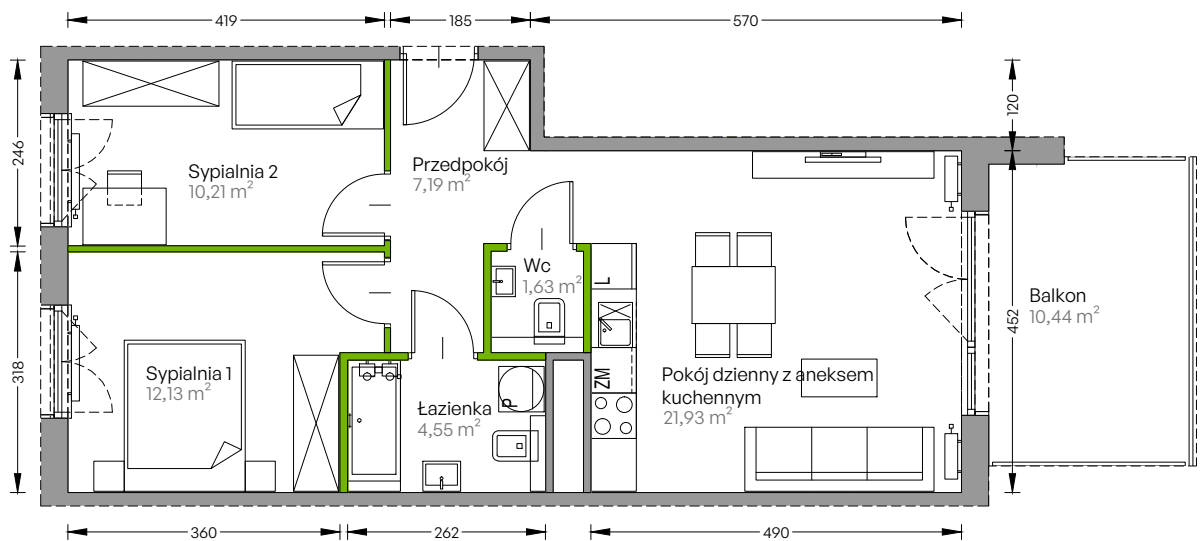 419
185
570
246
120
Sypialnia 2
10,21 m²
Przedpokój
7,19 m²
Wc
1,63 m²
L
Balkon
10,44 m²
452
318
Sypialnia 1
12,13 m²
ZM
Pokój dzienny z aneksem
kuchennym
21,93 m²
Łazienka
4,55 m²
P
360
262
490